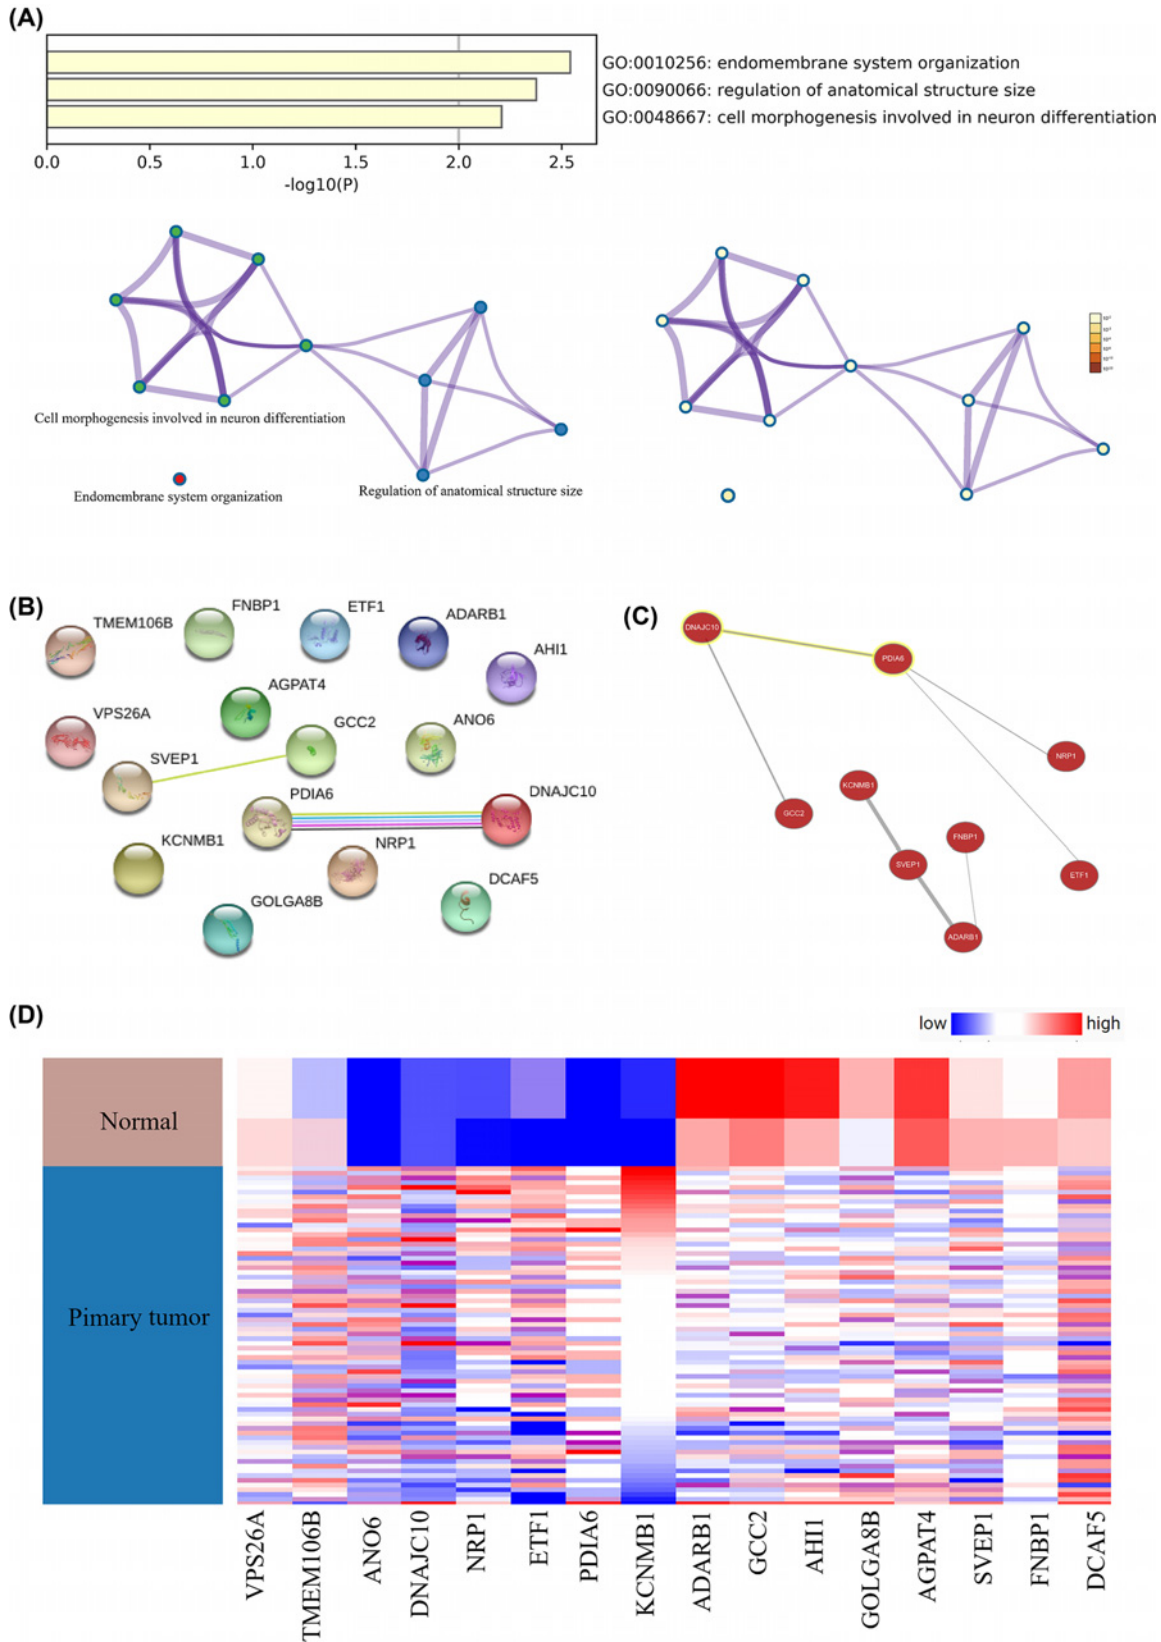 (A)
GO:0010256: endomembrane system organization
GO:0090066: regulation of anatomical structure size
GO:0048667: cell morphogenesis involved in neuron differentiation
0.0 0.5 1.0 1.5 2.0 2.5
-log10(P)
Cell morphogenesis involved in neuron differentiation
Endomembrane system organization
Regulation of anatomical structure size
(B)
TMEM106B
FNBP1
ETF1
ADARB1
AHI1
AGPAT4
VPS26A
GCC2
ANO6
SVEP1
PDIA6
DNAJC10
KCNMB1
NRP1
GOLGA8B
DCAF5
(C)
DNAJC10
PDIA6
NRP1
KCNMB1
GCC2
FNBP1
SVEP1
ETF1
ADARB1
(D)
low high
Normal
Pimary tumor
VPS26A
TMEM106B
ANO6
DNAJC10
NRP1
ETF1
PDIA6
KCNMB1
ADARB1
GCC2
AHI1
GOLGA8B
AGPAT4
SVEP1
FNBP1
DCAF5